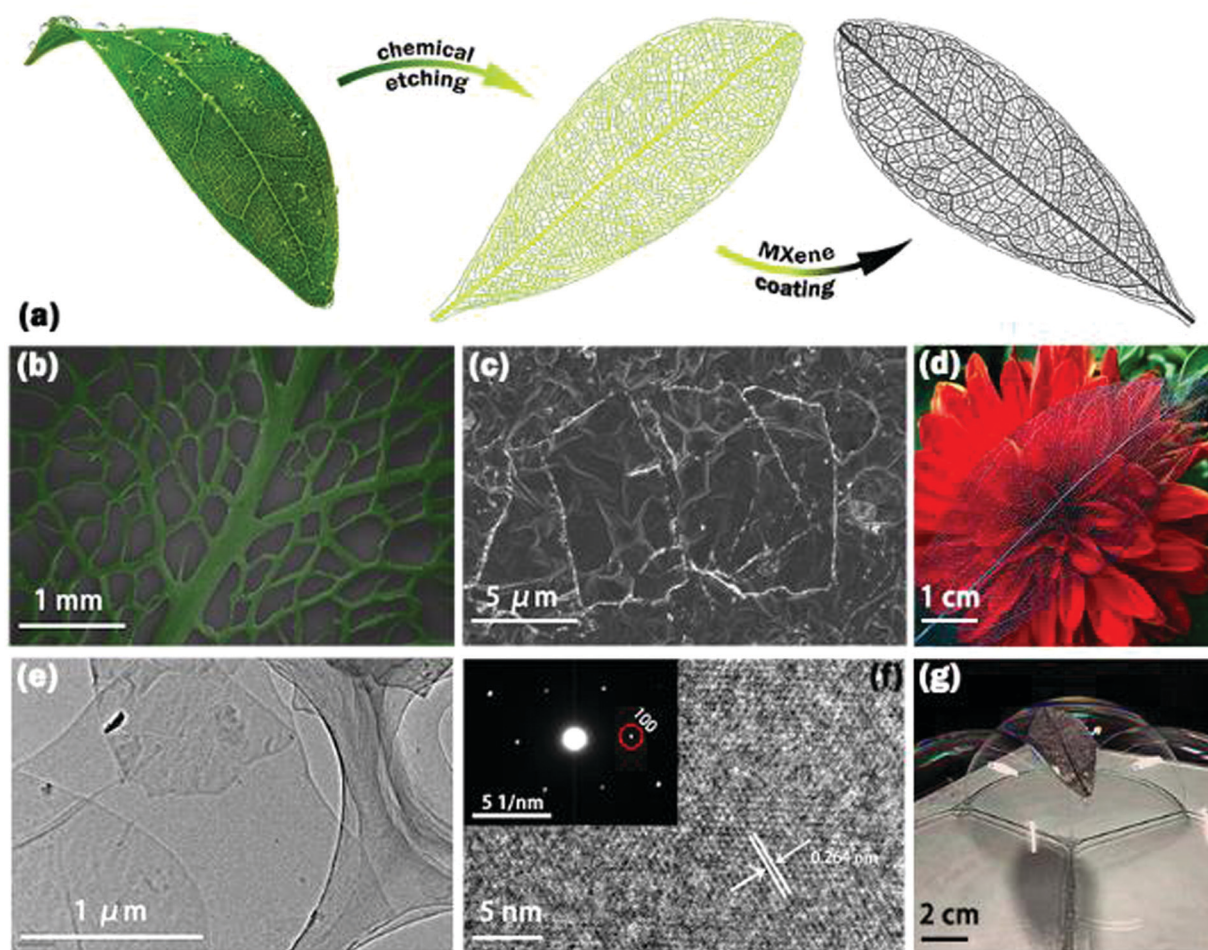 chemical
etching
MXene
coating
(a)
(b)
1 mm
(c)
5 μm
(d)
1 cm
(e)
1 μm
(f)
100
5 1/nm
0.264 nm
5 nm
(g)
2 cm